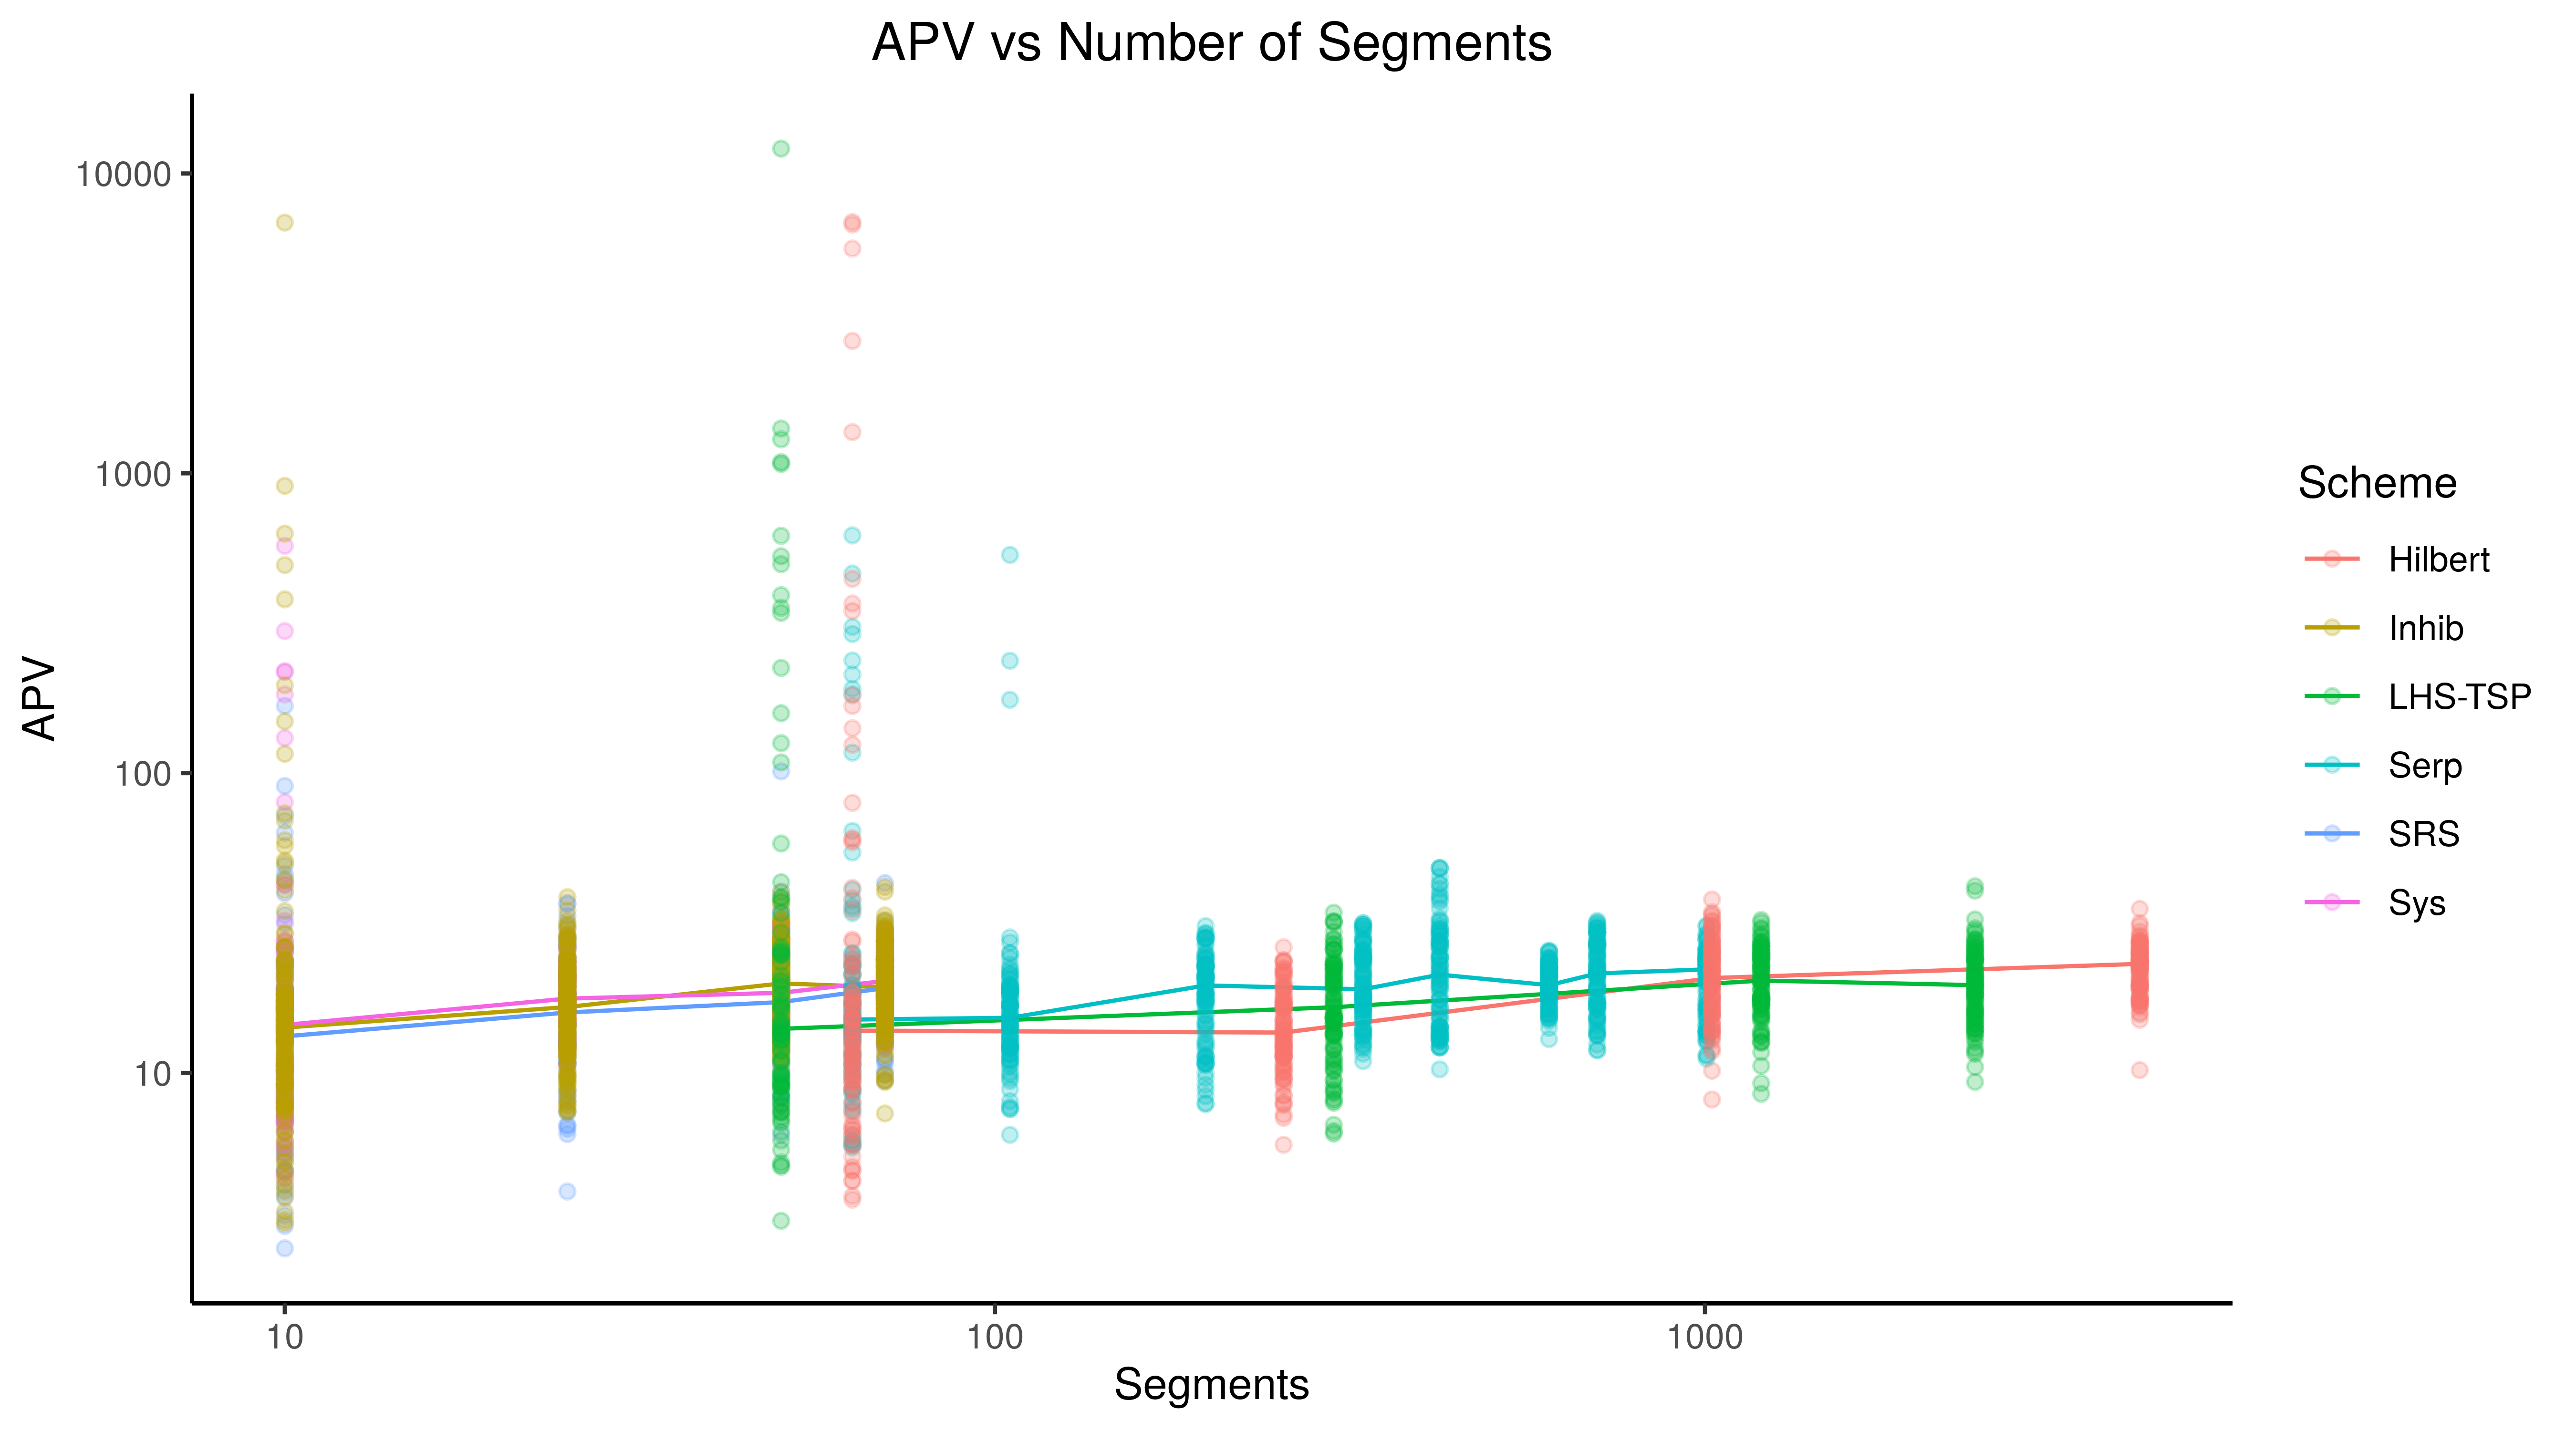 APV vs Number of Segments
APV
10000
1000
100
10
10
100
1000
Segments
Scheme
Hilbert
Inhib
LHS-TSP
Serp
SRS
Sys